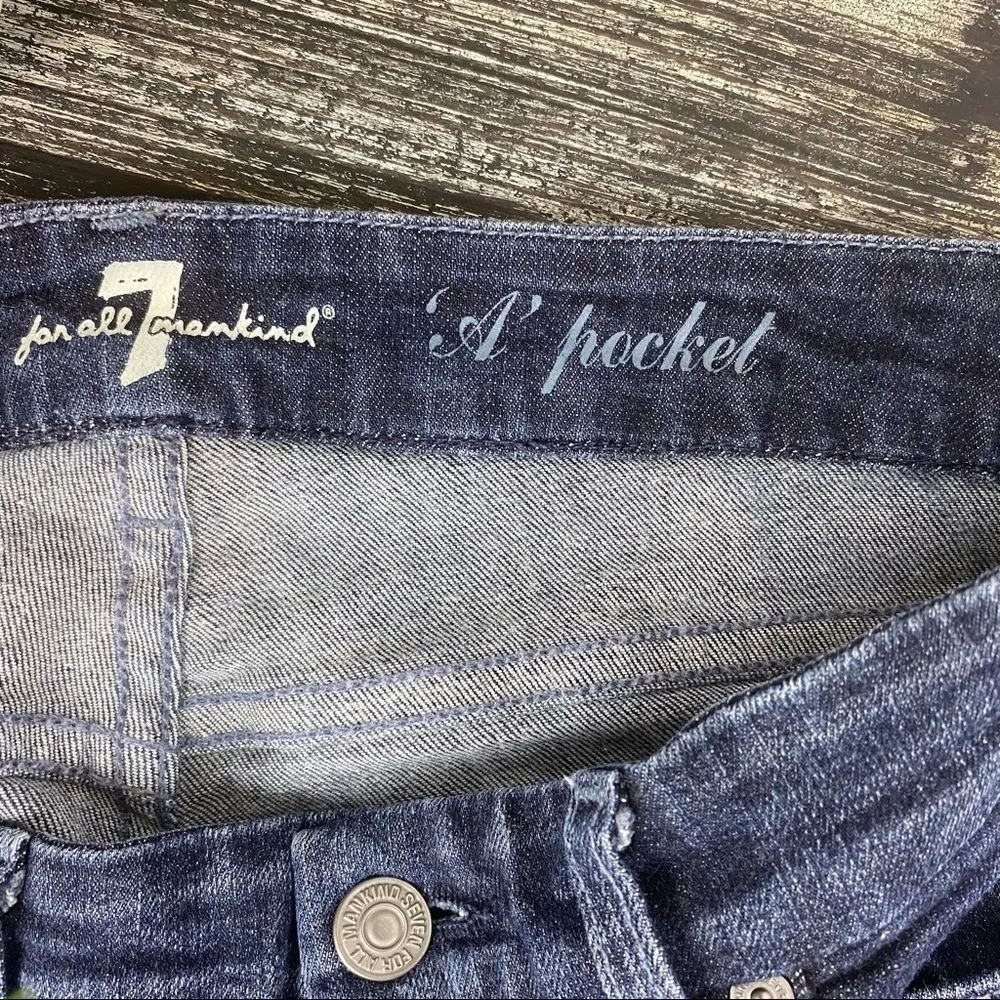 for all 7 mankind®
'A' pocket
MANKIND SEVEN FOR ALL